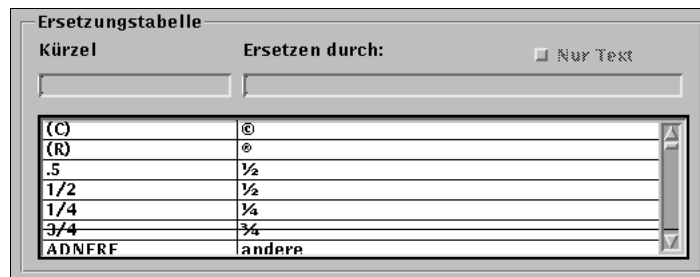 Ersetzungstabelle
Kürzel Ersetzen durch: Nur Text
(C) ©
(R) ®
.5 ½
1/2 ½
1/4 ¼
3/4 ¾
ADNERE andere